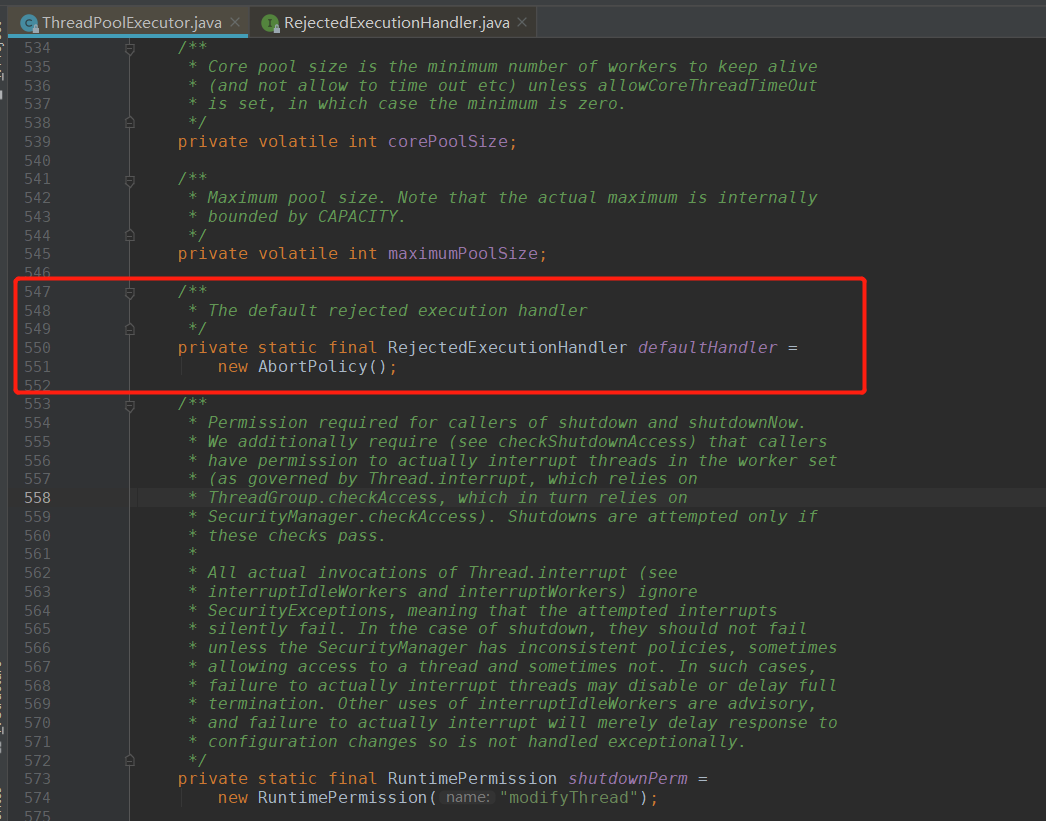 ThreadPoolExecutor.java × RejectedExecutionHandler.java ×
534 /**
535 * Core pool size is the minimum number of workers to keep alive
536 * (and not allow to time out etc) unless allowCoreThreadTimeOut
537 * is set, in which case the minimum is zero.
538 */
539 private volatile int corePoolSize;
540
541 /**
542 * Maximum pool size. Note that the actual maximum is internally
543 * bounded by CAPACITY.
544 */
545 private volatile int maximumPoolSize;
546
547 /**
548 * The default rejected execution handler
549 */
550 private static final RejectedExecutionHandler defaultHandler =
551 new AbortPolicy();
552
553 /**
554 * Permission required for callers of shutdown and shutdownNow.
555 * We additionally require (see checkShutdownAccess) that callers
556 * have permission to actually interrupt threads in the worker set
557 * (as governed by Thread.interrupt, which relies on
558 * ThreadGroup.checkAccess, which in turn relies on
559 * SecurityManager.checkAccess). Shutdowns are attempted only if
560 * these checks pass.
561 *
562 * All actual invocations of Thread.interrupt (see
563 * interruptIdleWorkers and interruptWorkers) ignore
564 * SecurityExceptions, meaning that the attempted interrupts
565 * silently fail. In the case of shutdown, they should not fail
566 * unless the SecurityManager has inconsistent policies, sometimes
567 * allowing access to a thread and sometimes not. In such cases,
568 * failure to actually interrupt threads may disable or delay full
569 * termination. Other uses of interruptIdleWorkers are advisory,
570 * and failure to actually interrupt will merely delay response to
571 * configuration changes so is not handled exceptionally.
572 */
573 private static final RuntimePermission shutdownPerm =
574 new RuntimePermission( name: "modifyThread");
575